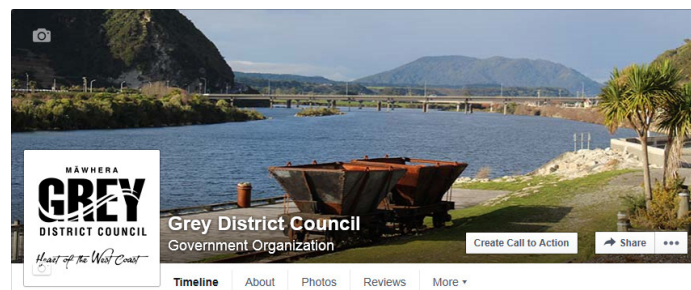 MĀWHERA
GREY
DISTRICT COUNCIL
Heart of the West Coast
Grey District Council
Government Organization
Create Call to Action
Share
Timeline
About
Photos
Reviews
More